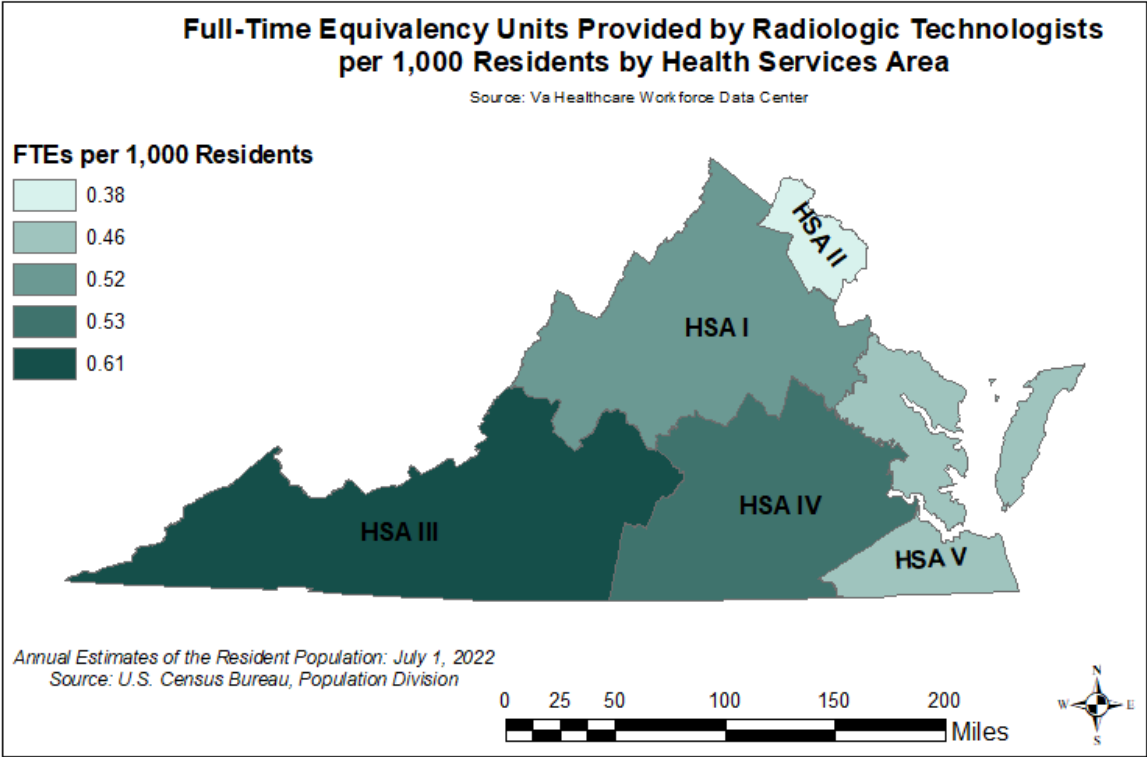 Full-Time Equivalency Units Provided by Radiologic Technologists
per 1,000 Residents by Health Services Area
Source: Va Healthcare Workforce Data Center
FTEs per 1,000 Residents
0.38
0.46
0.52
0.53
0.61
HSA II
HSA I
HSA III
HSA IV
HSA V
Annual Estimates of the Resident Population: July 1, 2022
Source: U.S. Census Bureau, Population Division
0 25 50 100 150 200
Miles
N
W E
S